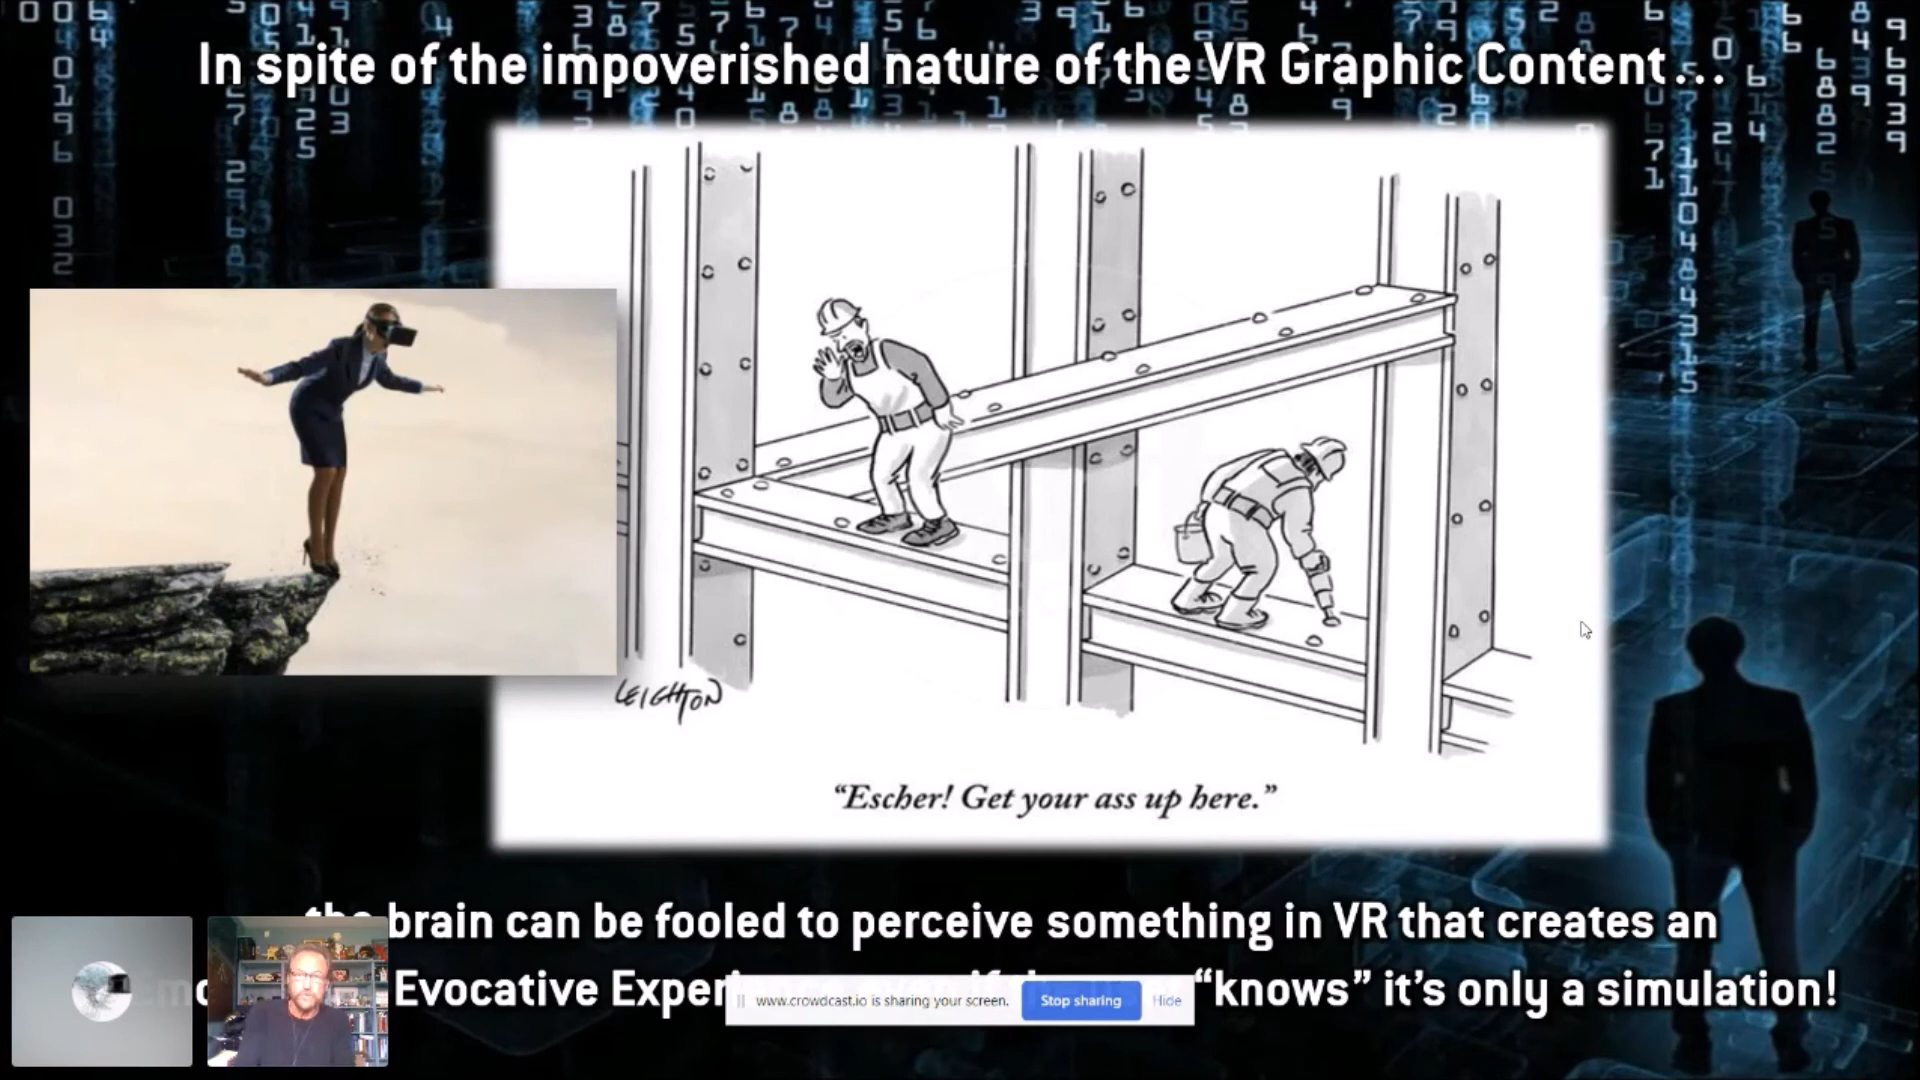 In spite of the impoverished nature of the VR Graphic Content…
LEIGHTON
“Escher! Get your ass up here.”
the brain can be fooled to perceive something in VR that creates an
Evocative “knows” it’s only a simulation!
|| www.crowdcast.io is sharing your screen. Stop sharing Hide